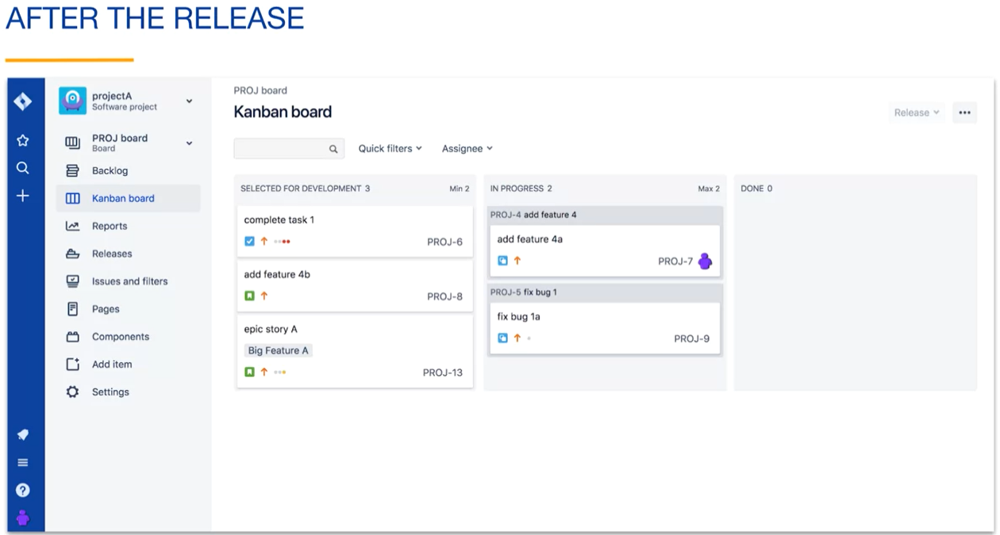 AFTER THE RELEASE
projectA
Software project
PROJ board
Board
Backlog
Kanban board
Reports
Releases
Issues and filters
Pages
Components
Add item
Settings
PROJ board
Kanban board
Release
Quick filters
Assignee
SELECTED FOR DEVELOPMENT 3 Min 2
complete task 1
PROJ-6
add feature 4b
PROJ-8
epic story A
Big Feature A
PROJ-13
IN PROGRESS 2 Max 2
PROJ-4 add feature 4
add feature 4a
PROJ-7
PROJ-5 fix bug 1
fix bug 1a
PROJ-9
DONE 0